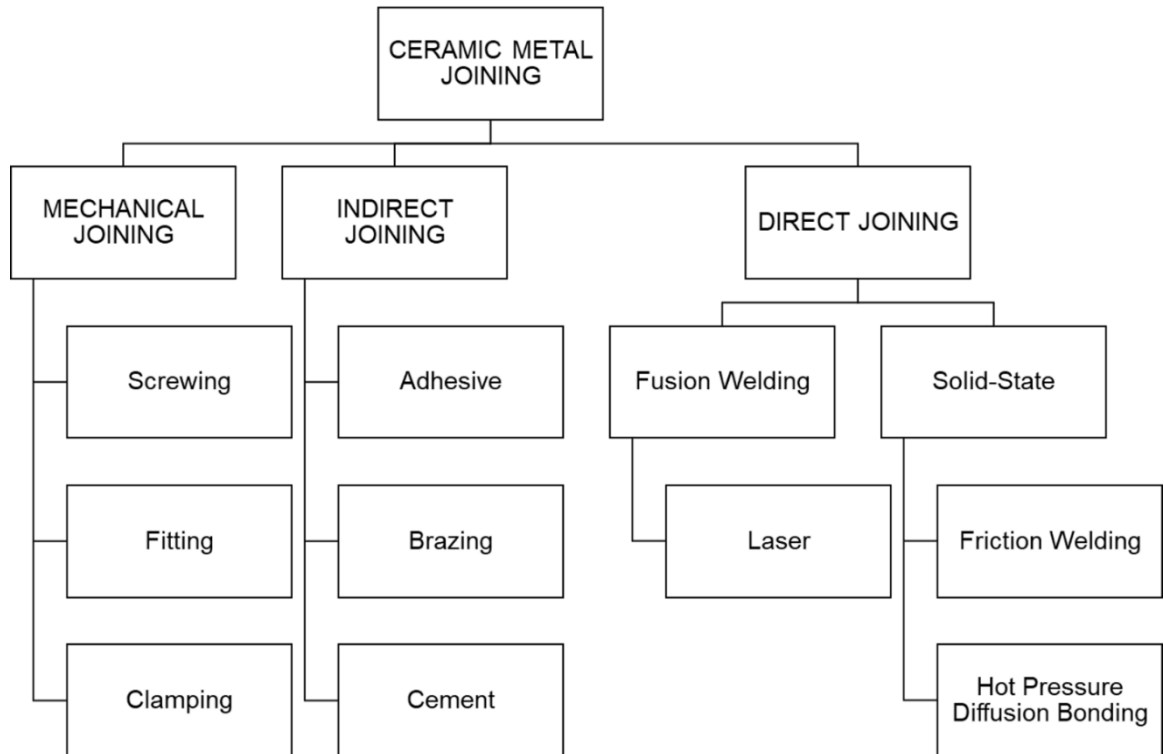 CERAMIC METAL
JOINING
MECHANICAL
JOINING
INDIRECT
JOINING
DIRECT JOINING
Screwing
Adhesive
Fusion Welding
Solid-State
Fitting
Brazing
Laser
Friction Welding
Clamping
Cement
Hot Pressure
Diffusion Bonding